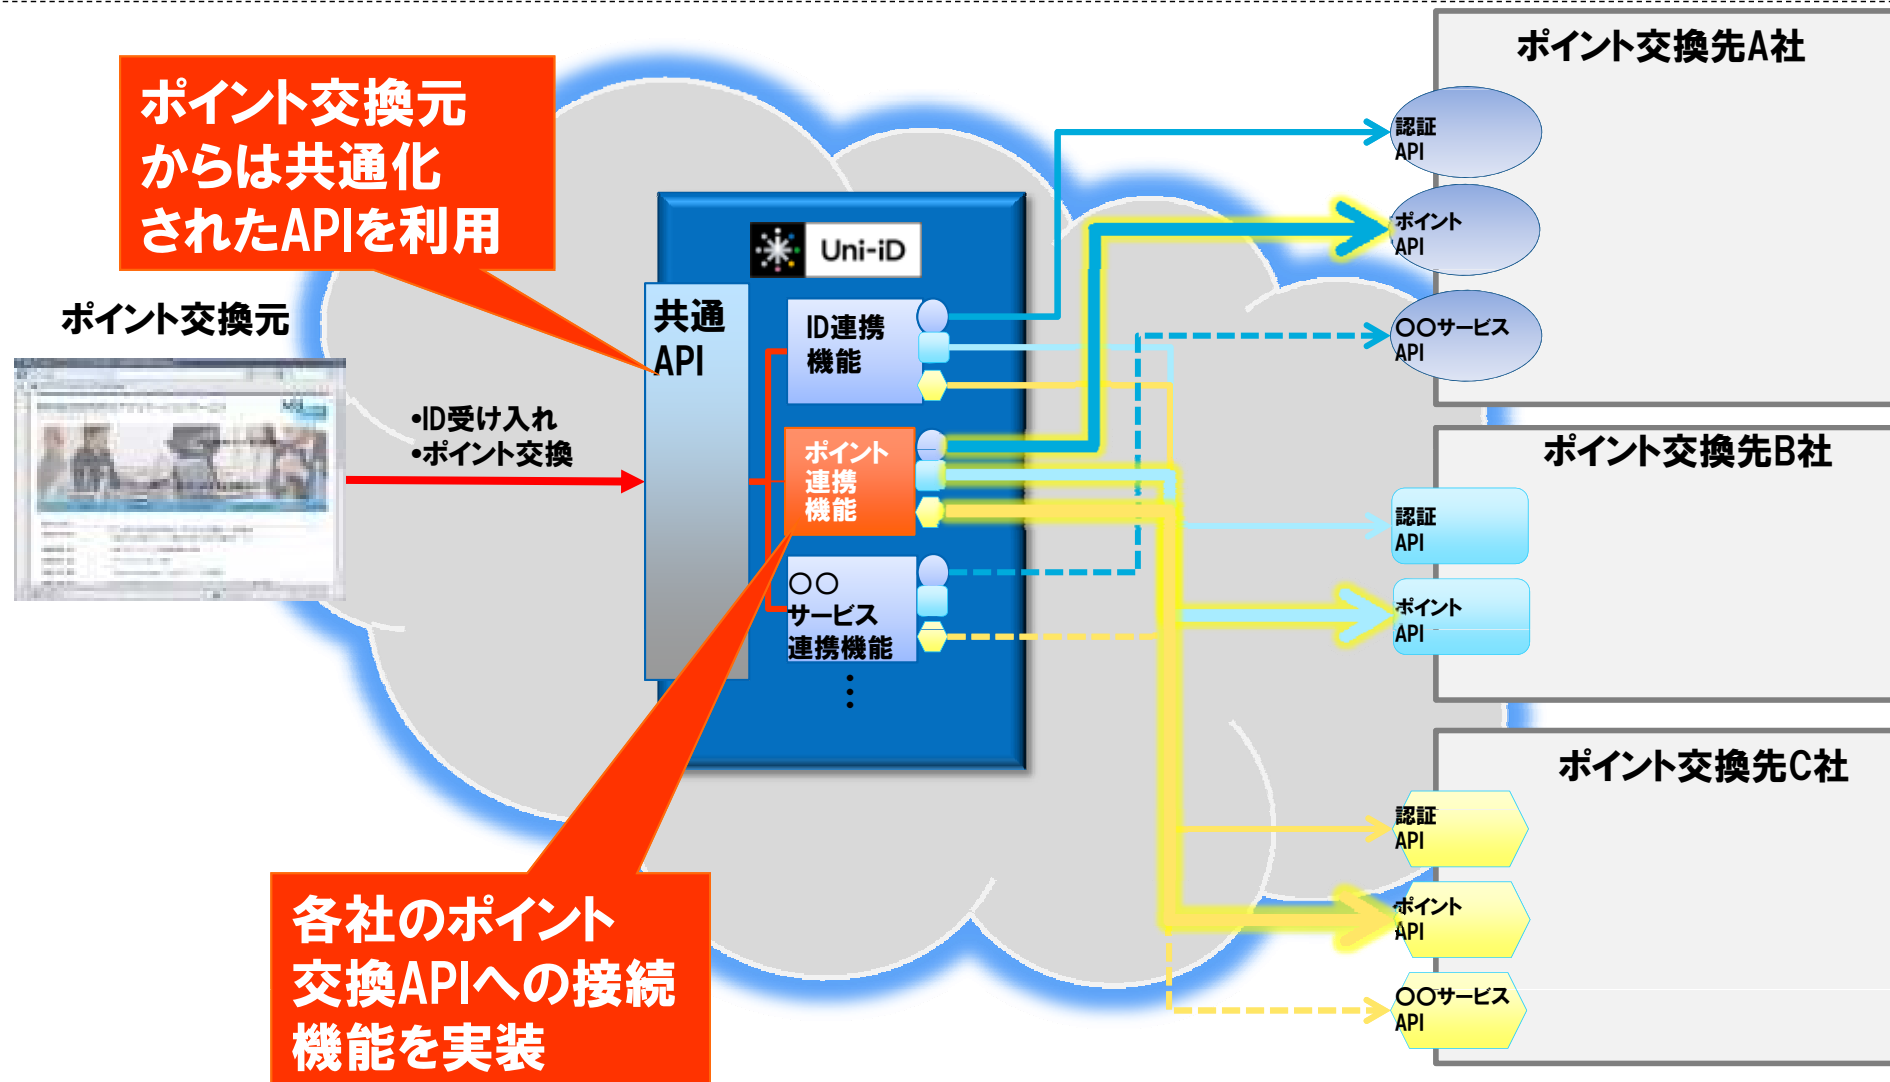 ポイント交換元
からは共通化
されたAPIを利用
ポイント交換元
•ID受け入れ
•ポイント交換
Uni-iD
共通
API
ID連携
機能
ポイント
連携
機能
〇〇
サービス
連携機能
⋮
各社のポイント
交換APIへの接続
機能を実装
ポイント交換先A社
認証
API
ポイント
API
〇〇サービス
API
ポイント交換先B社
認証
API
ポイント
API
ポイント交換先C社
認証
API
ポイント
API
〇〇サービス
API